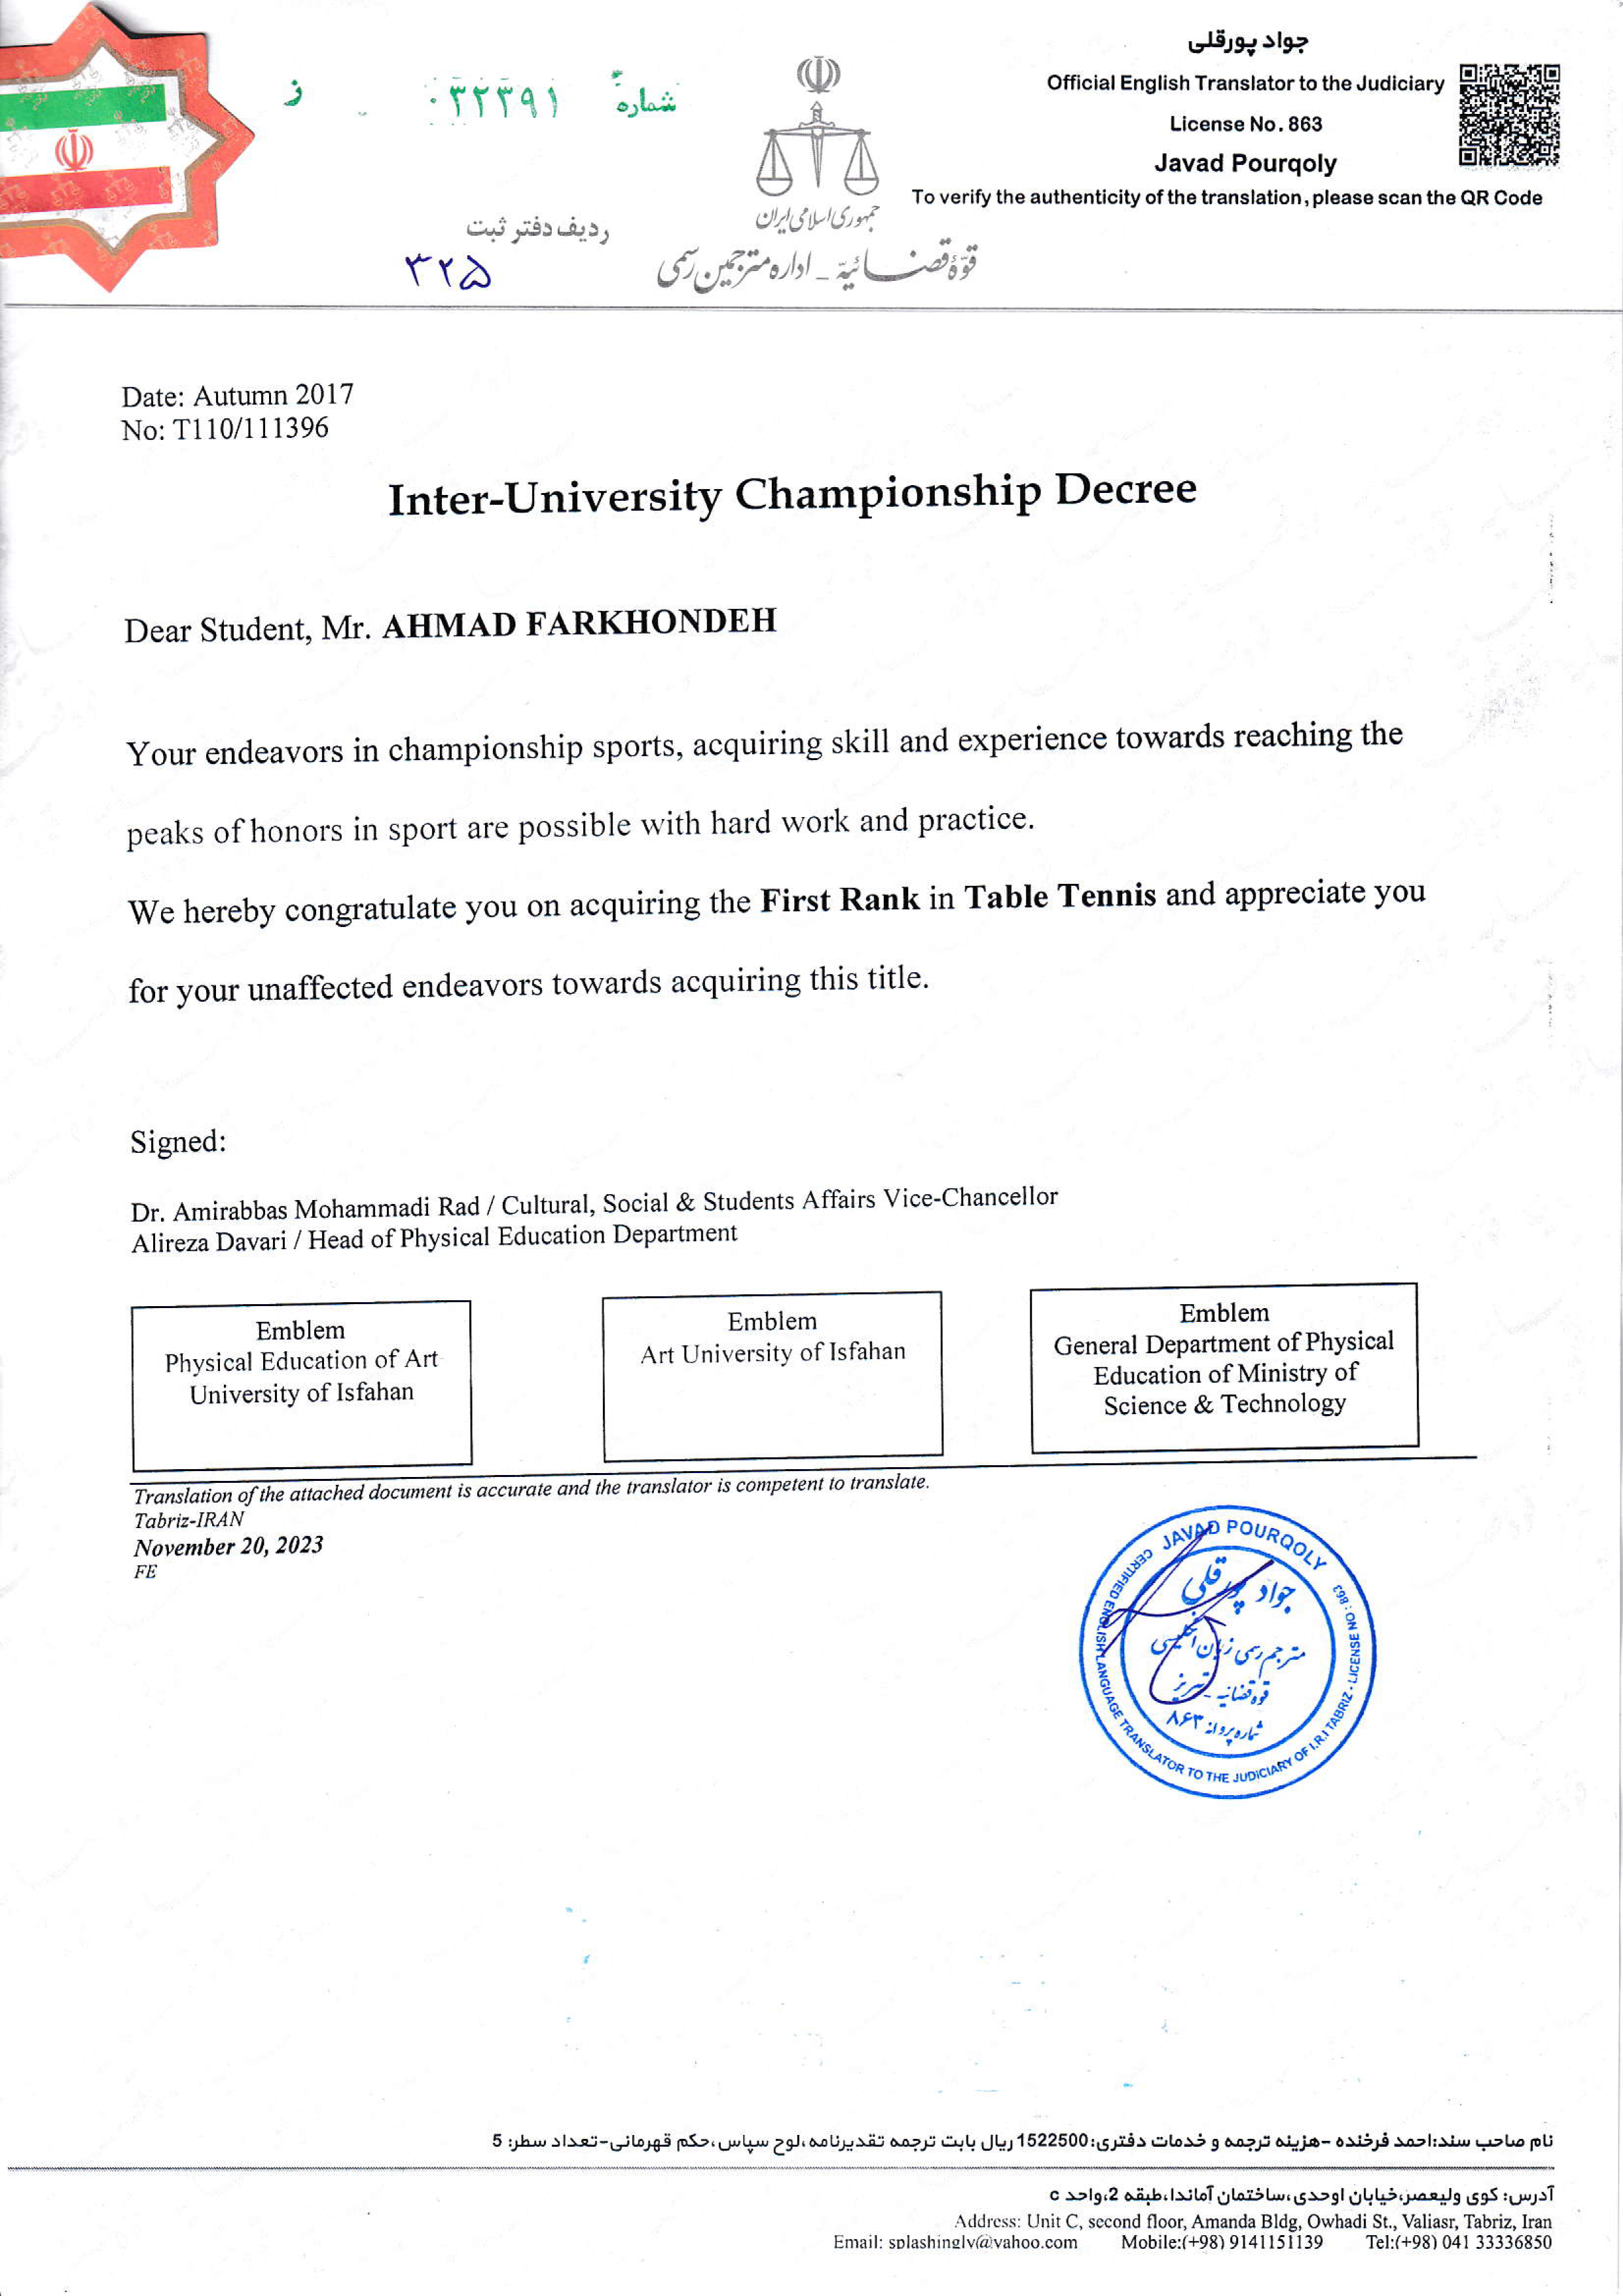 جواد پورقلی
Official English Translator to the Judiciary
License No. 863
Javad Pourqoly
To verify the authenticity of the translation, please scan the QR Code
شماره ۰۳۲۳۹۱ - ز
ردیف دفتر ثبت
۳۲۵
جمهوری اسلامی ایران
قوّه قضائیّه - اداره مترجمین رسمی
Date: Autumn 2017
No: T110/111396
Inter-University Championship Decree
Dear Student, Mr. AHMAD FARKHONDEH
Your endeavors in championship sports, acquiring skill and experience towards reaching the
peaks of honors in sport are possible with hard work and practice.
We hereby congratulate you on acquiring the First Rank in Table Tennis and appreciate you
for your unaffected endeavors towards acquiring this title.
Signed:
Dr. Amirabbas Mohammadi Rad / Cultural, Social & Students Affairs Vice-Chancellor
Alireza Davari / Head of Physical Education Department
Emblem
Physical Education of Art
University of Isfahan
Emblem
Art University of Isfahan
Emblem
General Department of Physical
Education of Ministry of
Science & Technology
Translation of the attached document is accurate and the translator is competent to translate.
Tabriz-IRAN
November 20, 2023
FE
JAVAD POURQOLY
CERTIFIED ENGLISH LANGUAGE TRANSLATOR TO THE JUDICIARY OF I.R.I TABRIZ - LICENSE NO : 863
جواد پورقلی
مترجم رسمی زبان انگلیسی
قوه قضائیه - تبریز
شماره پروانه ۸۶۳
نام صاحب سند:احمد فرخنده -هزینه ترجمه و خدمات دفتری:1522500 ریال بابت ترجمه تقدیرنامه،لوح سپاس،حکم قهرمانی-تعداد سطر: 5
آدرس: کوی ولیعصر،خیابان اوحدی،ساختمان آماندا،طبقه 2،واحد c
Address: Unit C, second floor, Amanda Bldg, Owhadi St., Valiasr, Tabriz, Iran
Email: splashingly@yahoo.com Mobile:(+98) 9141151139 Tel:(+98) 041 33336850